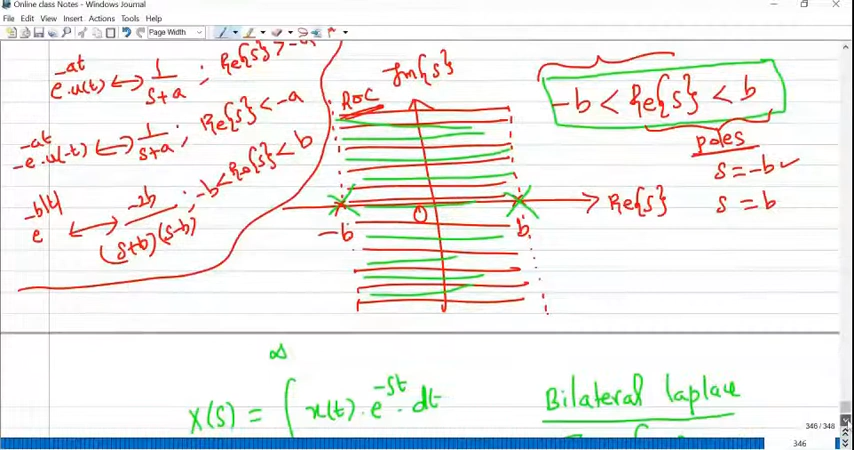 Online class Notes - Windows Journal
File Edit View Insert Actions Tools Help
Page Width
e^{-at}.u(t) ↔ 1/(s+a) ; Re{s} > -a
-e^{-at}.u(-t) ↔ 1/(s+a) ; Re{s} < -a
e^{-b|t|} ↔ -2b/((s+b)(s-b)) ; -b < Re{s} < b
Im{s}
ROC
-b < Re{s} < b
poles
s = -b ✓
s = b
Re{s}
0
-b
b
X(s) = ∫ x(t) . e^{-st} . dt
∞
Bilateral laplace
346 / 348
346